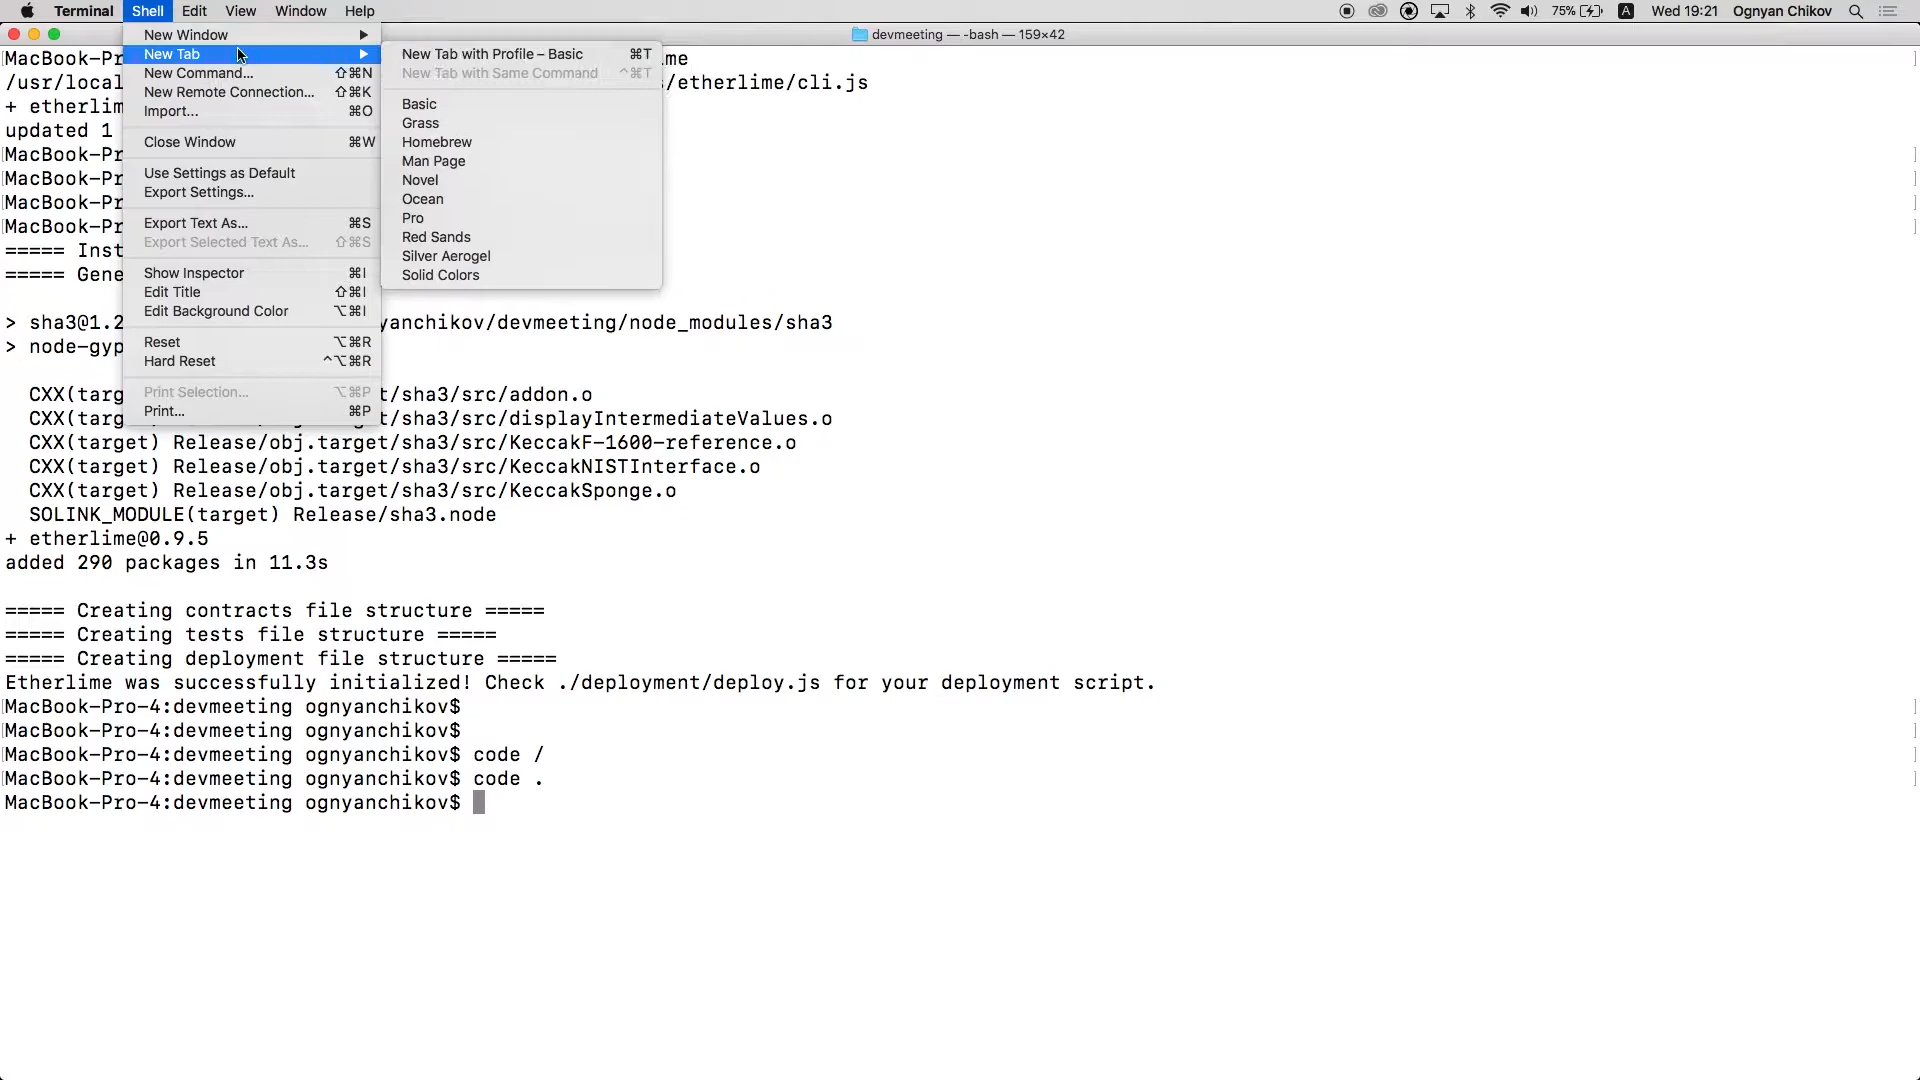 Terminal Shell Edit View Window Help 75% A Wed 19:21 Ognyan Chikov
devmeeting — -bash — 159×42
New Window
New Tab
New Command... ⇧⌘N
New Remote Connection... ⇧⌘K
Import... ⌘O
Close Window ⌘W
Use Settings as Default
Export Settings...
Export Text As... ⌘S
Export Selected Text As... ⇧⌘S
Show Inspector ⌘I
Edit Title ⇧⌘I
Edit Background Color ⌥⌘I
Reset ⌥⌘R
Hard Reset ^⌥⌘R
Print Selection... ⌥⌘P
Print... ⌘P
New Tab with Profile – Basic ⌘T
New Tab with Same Command ^⌘T
Basic
Grass
Homebrew
Man Page
Novel
Ocean
Pro
Red Sands
Silver Aerogel
Solid Colors
MacBook-Pr me
/usr/local /etherlime/cli.js
+ etherlim
updated 1
MacBook-Pr
MacBook-Pr
MacBook-Pr
MacBook-Pr
===== Inst
===== Gene
> sha3@1.2 yanchikov/devmeeting/node_modules/sha3
> node-gyp
CXX(targ t/sha3/src/addon.o
CXX(targ t/sha3/src/displayIntermediateValues.o
CXX(target) Release/obj.target/sha3/src/KeccakF-1600-reference.o
CXX(target) Release/obj.target/sha3/src/KeccakNISTInterface.o
CXX(target) Release/obj.target/sha3/src/KeccakSponge.o
SOLINK_MODULE(target) Release/sha3.node
+ etherlime@0.9.5
added 290 packages in 11.3s
===== Creating contracts file structure =====
===== Creating tests file structure =====
===== Creating deployment file structure =====
Etherlime was successfully initialized! Check ./deployment/deploy.js for your deployment script.
MacBook-Pro-4:devmeeting ognyanchikov$
MacBook-Pro-4:devmeeting ognyanchikov$
MacBook-Pro-4:devmeeting ognyanchikov$ code /
MacBook-Pro-4:devmeeting ognyanchikov$ code .
MacBook-Pro-4:devmeeting ognyanchikov$